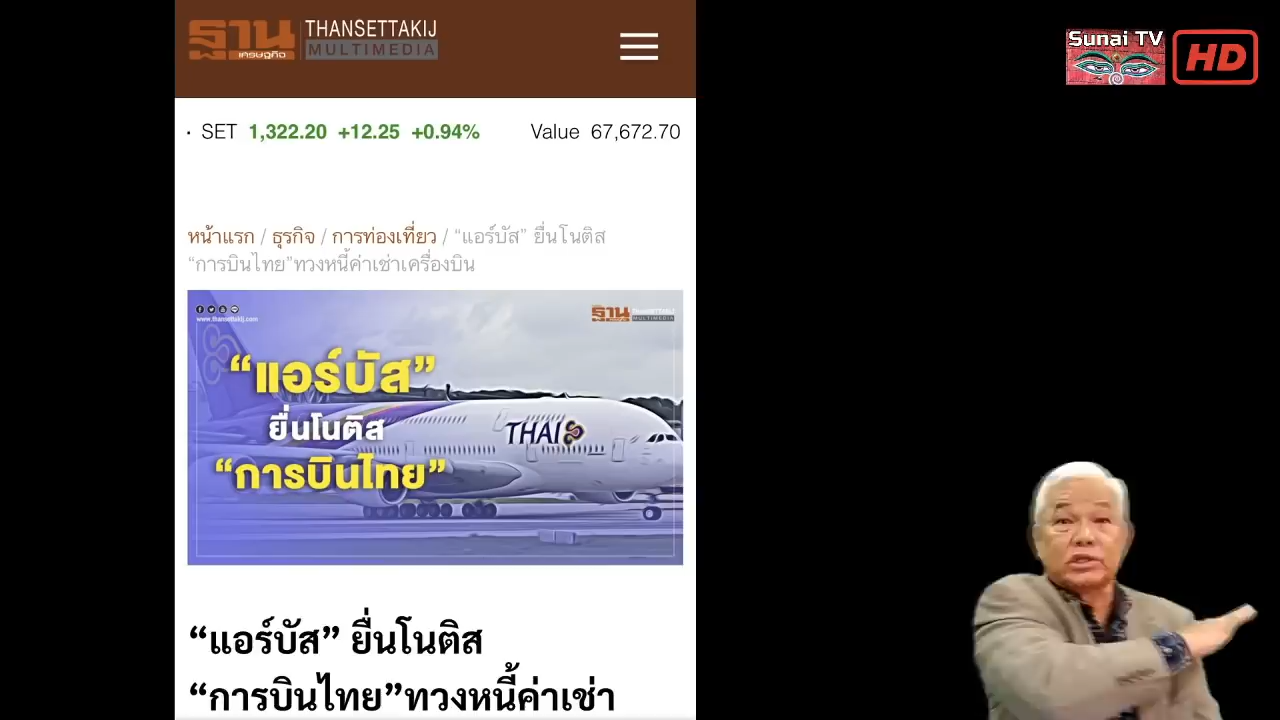 ฐาน
เศรษฐกิจ
THANSETTAKIJ
MULTIMEDIA
Sunai TV
HD
· SET 1,322.20 +12.25 +0.94% Value 67,672.70
หน้าแรก / ธุรกิจ / การท่องเที่ยว / “แอร์บัส” ยื่นโนติส
“การบินไทย”ทวงหนี้ค่าเช่าเครื่องบิน
www.thansettakij.com
ฐาน
THANSETTAKIJ
MULTIMEDIA
“แอร์บัส”
ยื่นโนติส
“การบินไทย”
THAI
“แอร์บัส” ยื่นโนติส
“การบินไทย”ทวงหนี้ค่าเช่า